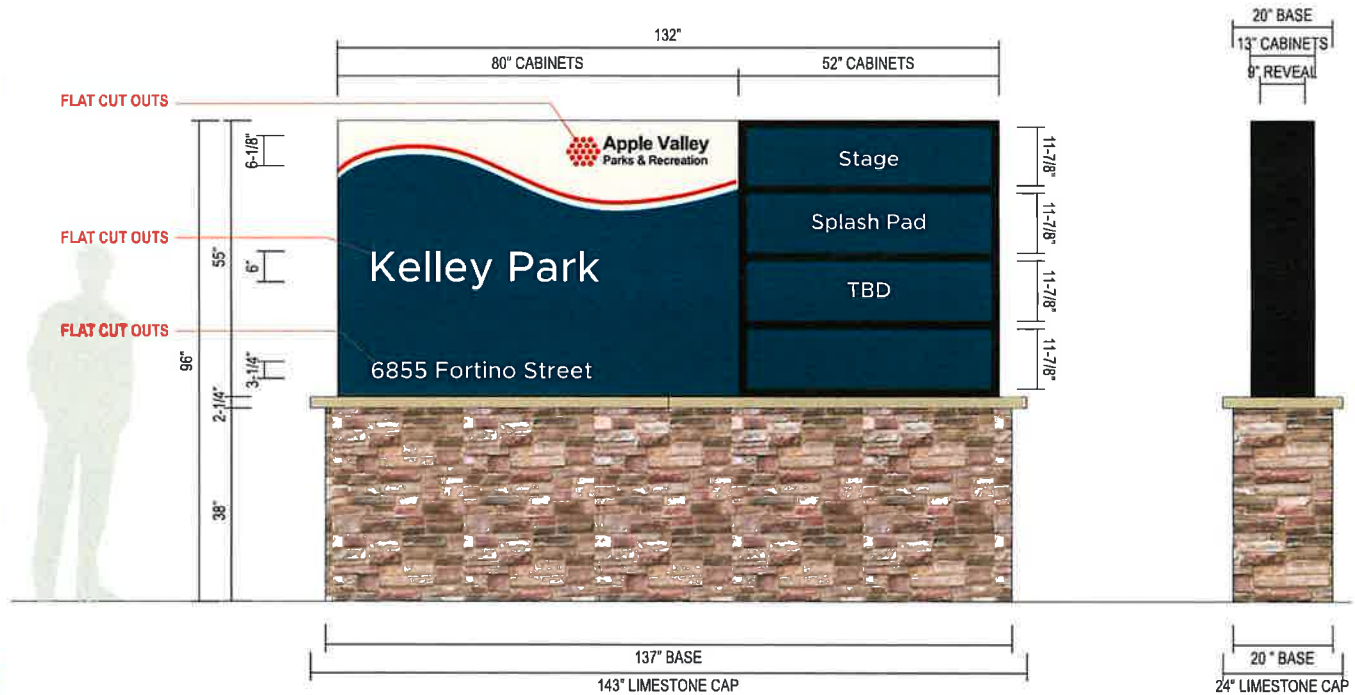 20" BASE
132"
13" CABINETS
80" CABINETS
52" CABINETS
9" REVEAL
FLAT CUT OUTS
6-1/8"
Apple Valley
Parks & Recreation
Stage
11-7/8"
Splash Pad
11-7/8"
FLAT CUT OUTS
55"
6"
Kelley Park
TBD
11-7/8"
FLAT CUT OUTS
96"
3-1/4"
6855 Fortino Street
11-7/8"
2-1/4"
38"
137" BASE
20 " BASE
143" LIMESTONE CAP
24" LIMESTONE CAP